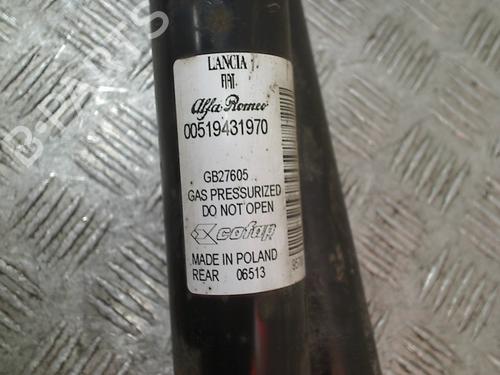 LANCIA
FIAT
Alfa Romeo
00519431970
GB27605
GAS PRESSURIZED
DO NOT OPEN
cofap
MADE IN POLAND
REAR 06513
B-PARTS